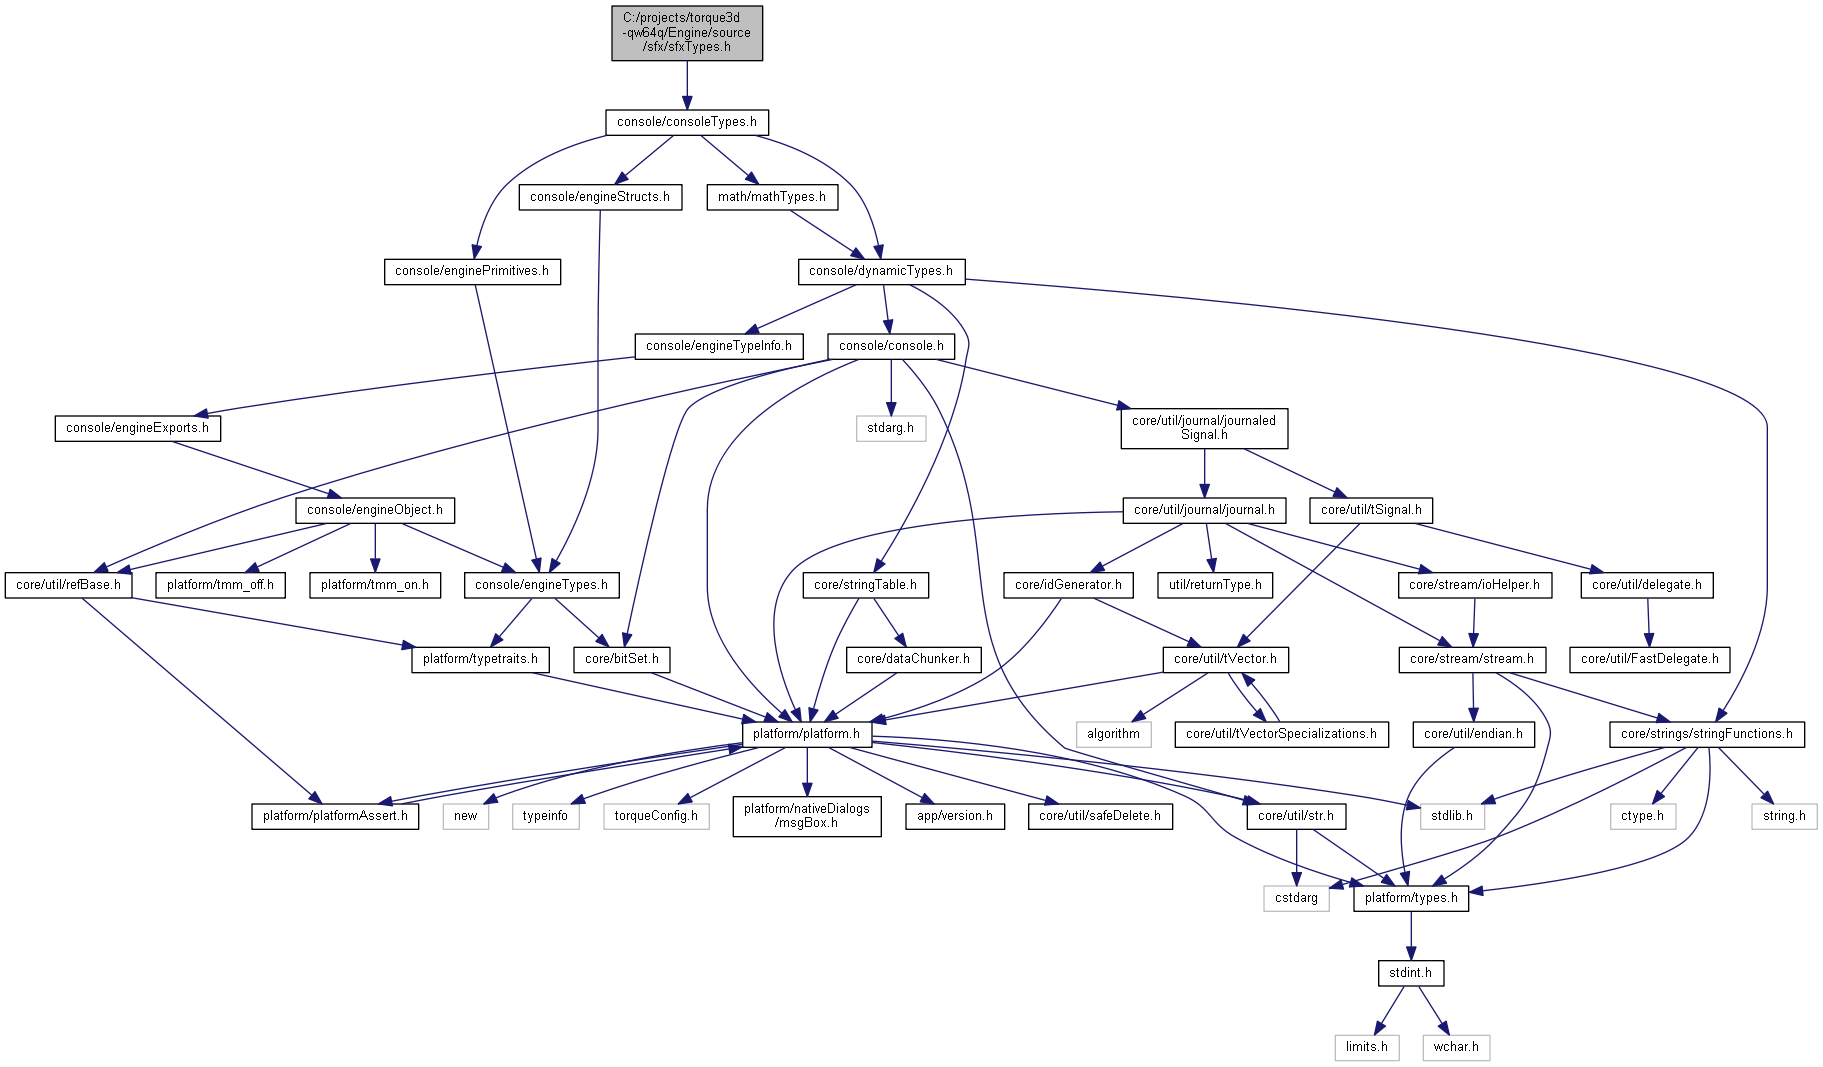 C:/projects/torque3d
-qw64q/Engine/source
/sfx/sfxTypes.h
console/consoleTypes.h
console/engineStructs.h
math/mathTypes.h
console/enginePrimitives.h
console/dynamicTypes.h
console/engineTypeInfo.h
console/console.h
console/engineExports.h
stdarg.h
core/util/journal/journaled
Signal.h
console/engineObject.h
core/util/journal/journal.h
core/util/tSignal.h
core/util/refBase.h
platform/tmm_off.h
platform/tmm_on.h
console/engineTypes.h
core/stringTable.h
core/idGenerator.h
util/returnType.h
core/stream/ioHelper.h
core/util/delegate.h
platform/typetraits.h
core/bitSet.h
core/dataChunker.h
core/util/tVector.h
core/stream/stream.h
core/util/FastDelegate.h
platform/platform.h
algorithm
core/util/tVectorSpecializations.h
core/util/endian.h
core/strings/stringFunctions.h
platform/platformAssert.h
new
typeinfo
torqueConfig.h
platform/nativeDialogs
/msgBox.h
app/version.h
core/util/safeDelete.h
core/util/str.h
stdlib.h
ctype.h
string.h
cstdarg
platform/types.h
stdint.h
limits.h
wchar.h